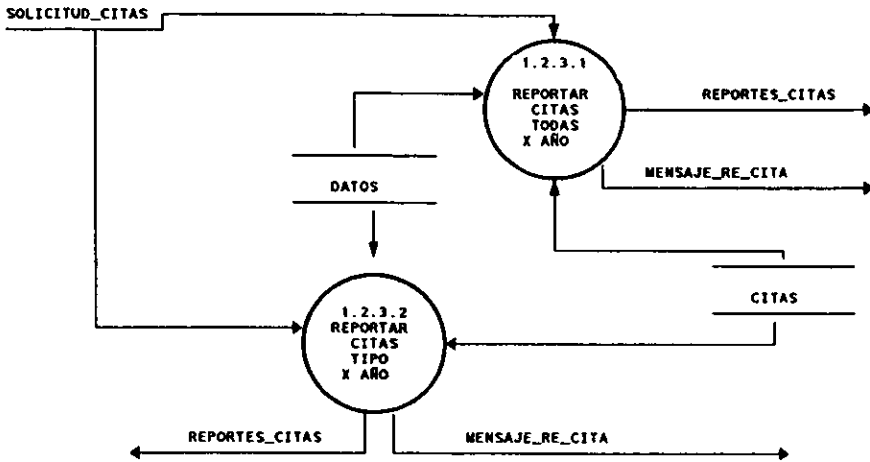 SOLICITUD_CITAS
1.2.3.1
REPORTAR
CITAS
TODAS
X AÑO
REPORTES_CITAS
MENSAJE_RE_CITA
DATOS
CITAS
1.2.3.2
REPORTAR
CITAS
TIPO
X AÑO
REPORTES_CITAS
MENSAJE_RE_CITA